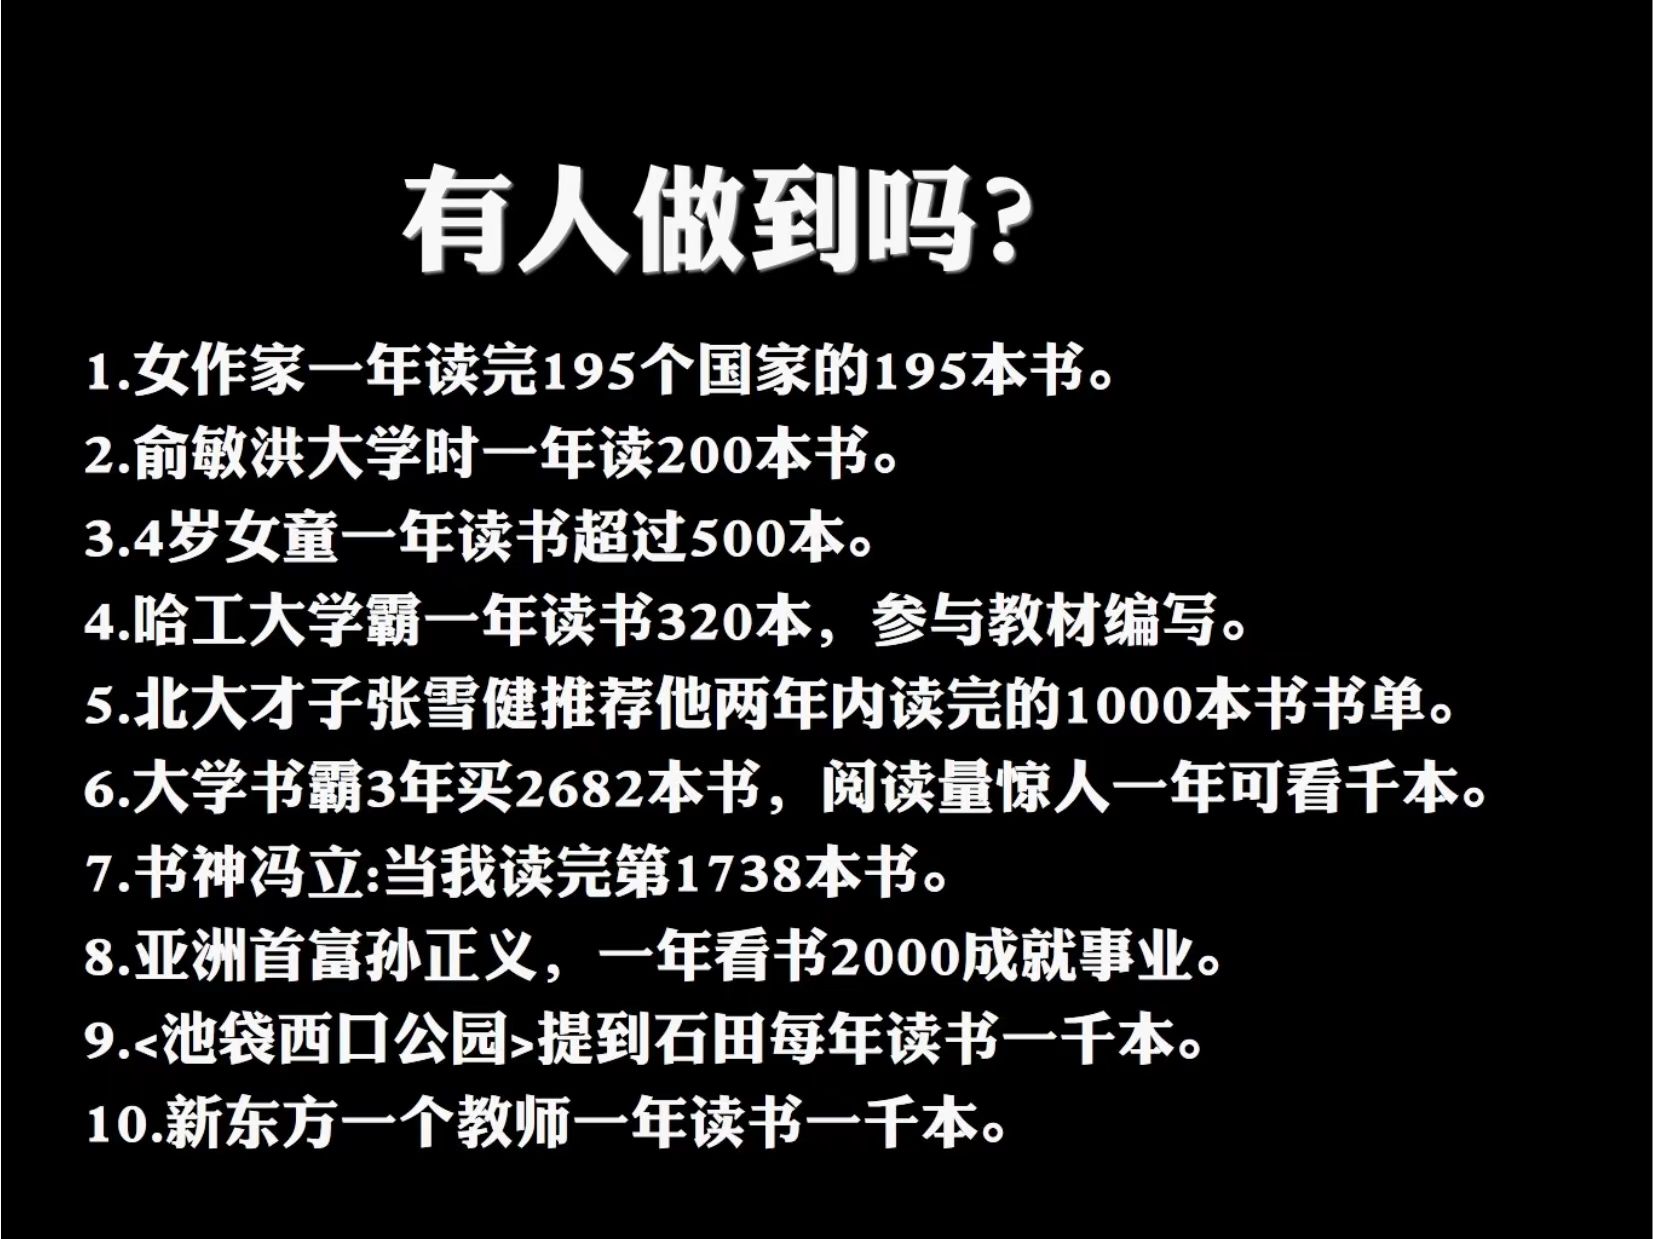 有人做到吗?
1.女作家一年读完195个国家的195本书。
2.俞敏洪大学时一年读200本书。
3.4岁女童一年读书超过500本。
4.哈工大学霸一年读书320本，参与教材编写。
5.北大才子张雪健推荐他两年内读完的1000本书书单。
6.大学书霸3年买2682本书，阅读量惊人一年可看千本。
7.书神冯立:当我读完第1738本书。
8.亚洲首富孙正义，一年看书2000成就事业。
9.<池袋西口公园>提到石田每年读书一千本。
10.新东方一个教师一年读书一千本。